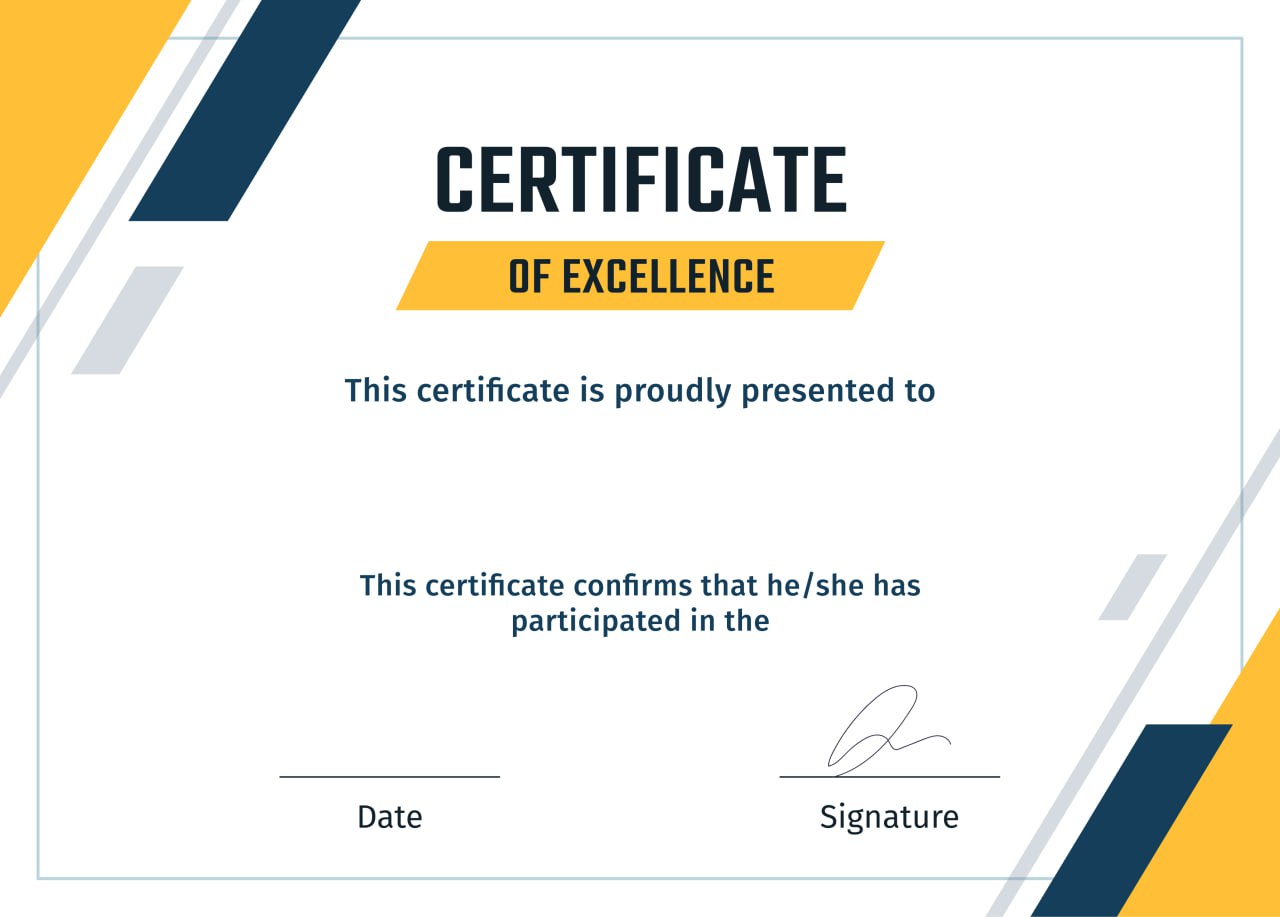 CERTIFICATE
OF EXCELLENCE
This certificate is proudly presented to
This certificate confirms that he/she has
participated in the
Date
Signature